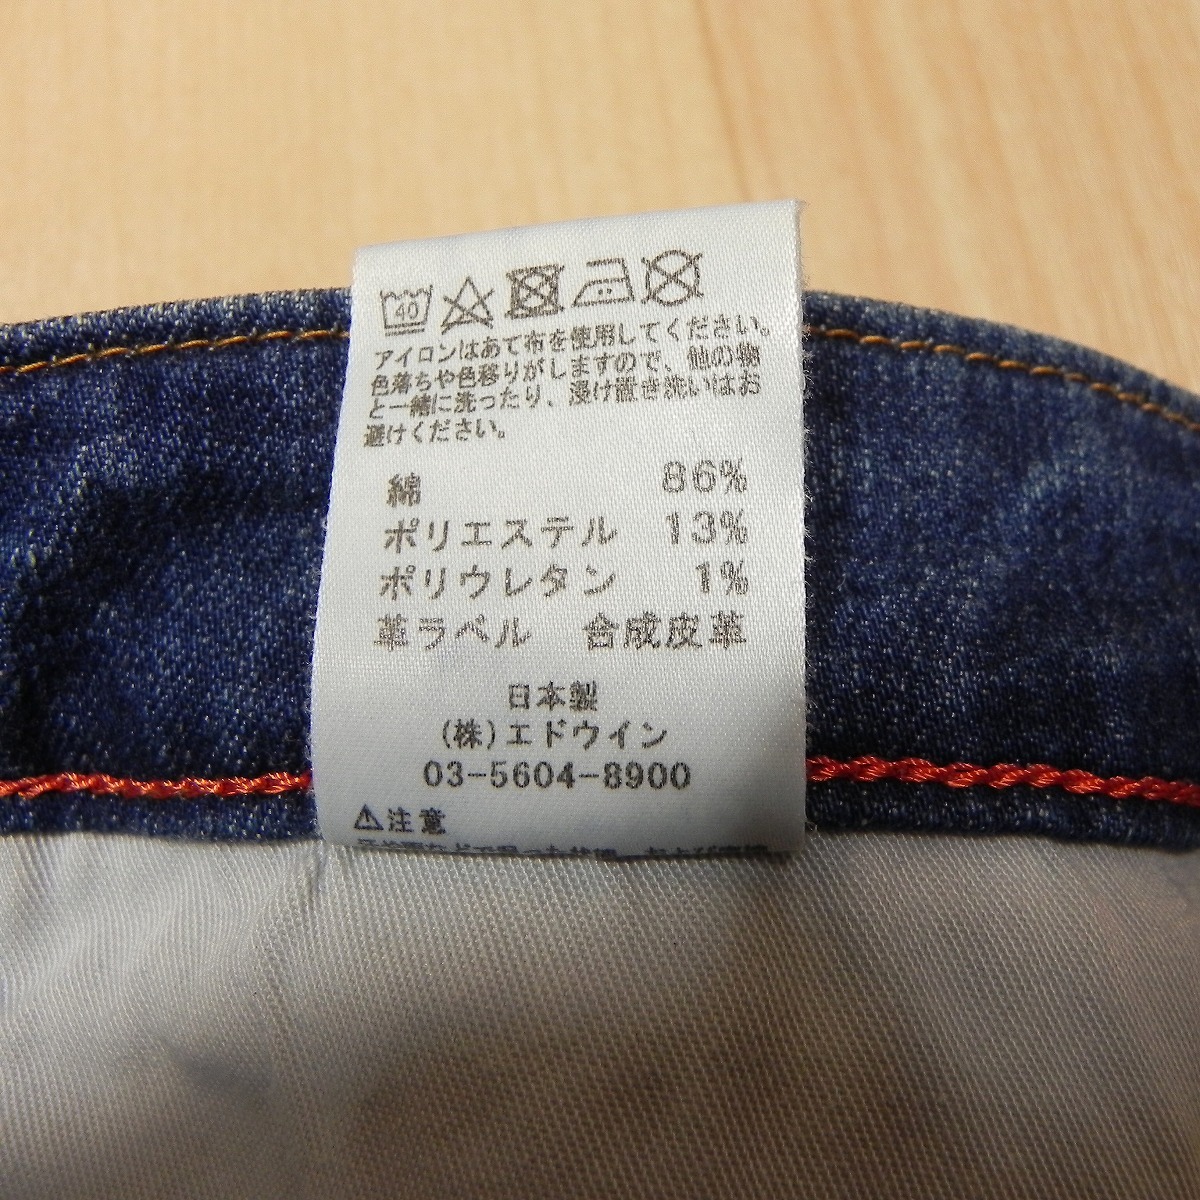 40
アイロンはあて布を使用してください。
色落ちや色移りがしますので、他の物
と一緒に洗ったり、浸け置き洗いはお
避けください。
綿 86%
ポリエステル 13%
ポリウレタン 1%
革ラベル 合成皮革
日本製
(株)エドウイン
03-5604-8900
⚠注意